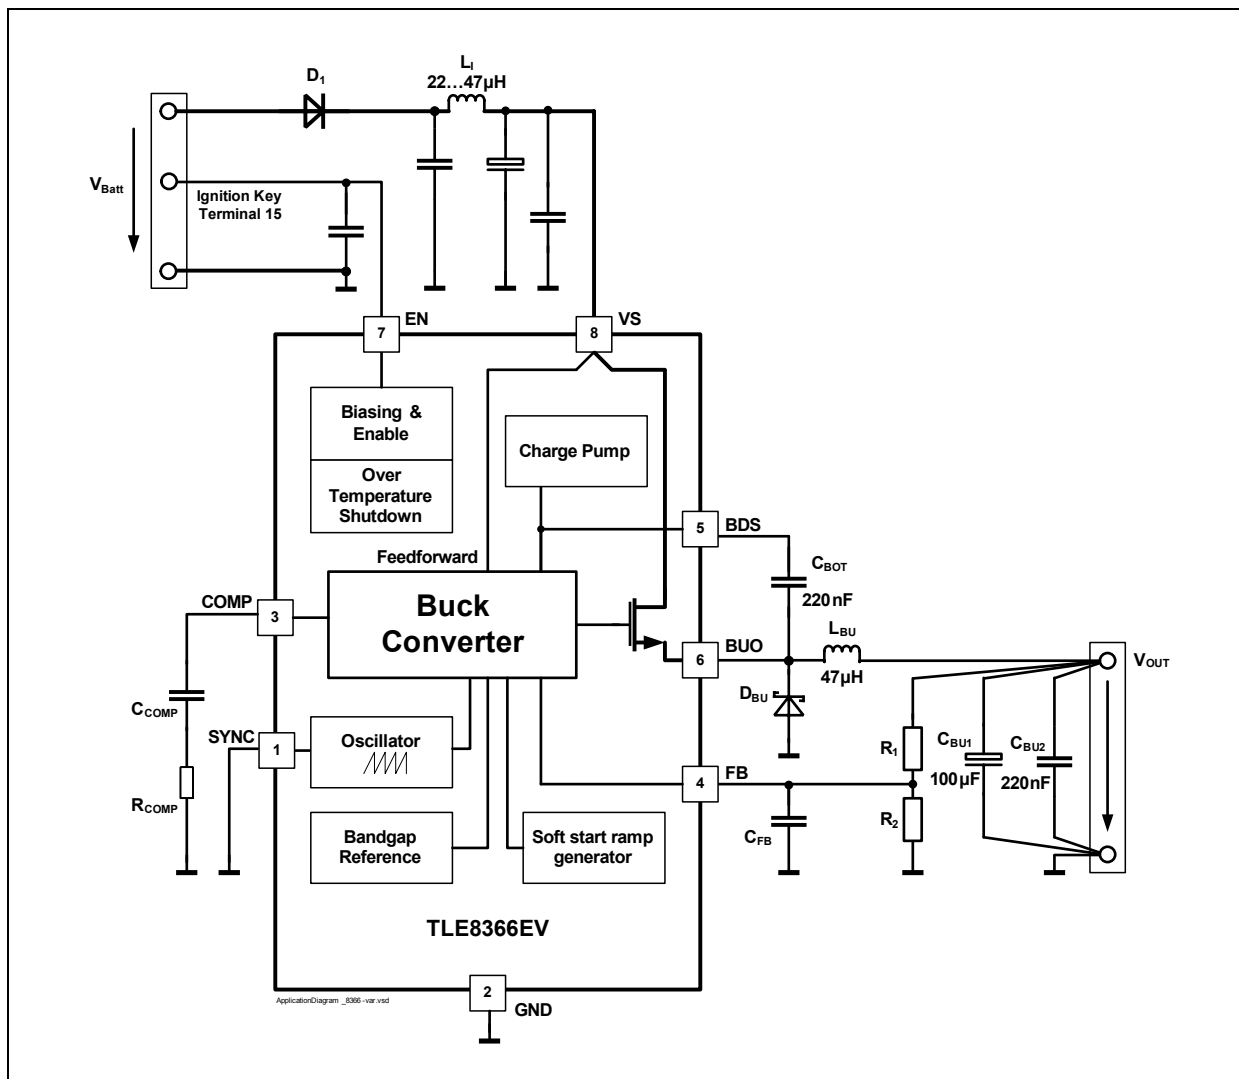 D1
LI
22...47µH
VBatt
Ignition Key
Terminal 15
EN
VS
7
8
Biasing &
Enable
Over
Temperature
Shutdown
Charge Pump
5
BDS
Feedforward
CBOT
220nF
COMP
3
Buck
Converter
BUO
6
LBU
47µH
VOUT
DBU
CCOMP
SYNC
1
Oscillator
R1
CBU1
100µF
CBU2
220nF
4
FB
RCOMP
R2
CFB
Bandgap
Reference
Soft start ramp
generator
TLE8366EV
ApplicationDiagram _8366-var.vsd
2
GND